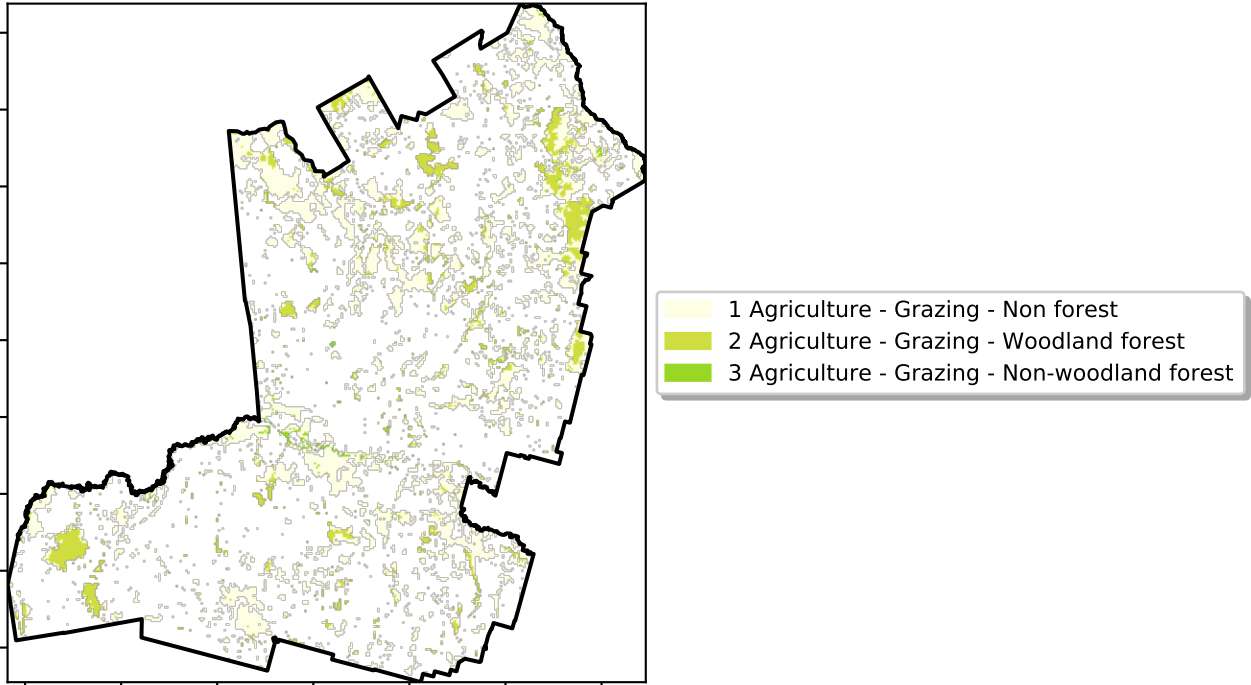 1 Agriculture - Grazing - Non forest
2 Agriculture - Grazing - Woodland forest
3 Agriculture - Grazing - Non-woodland forest